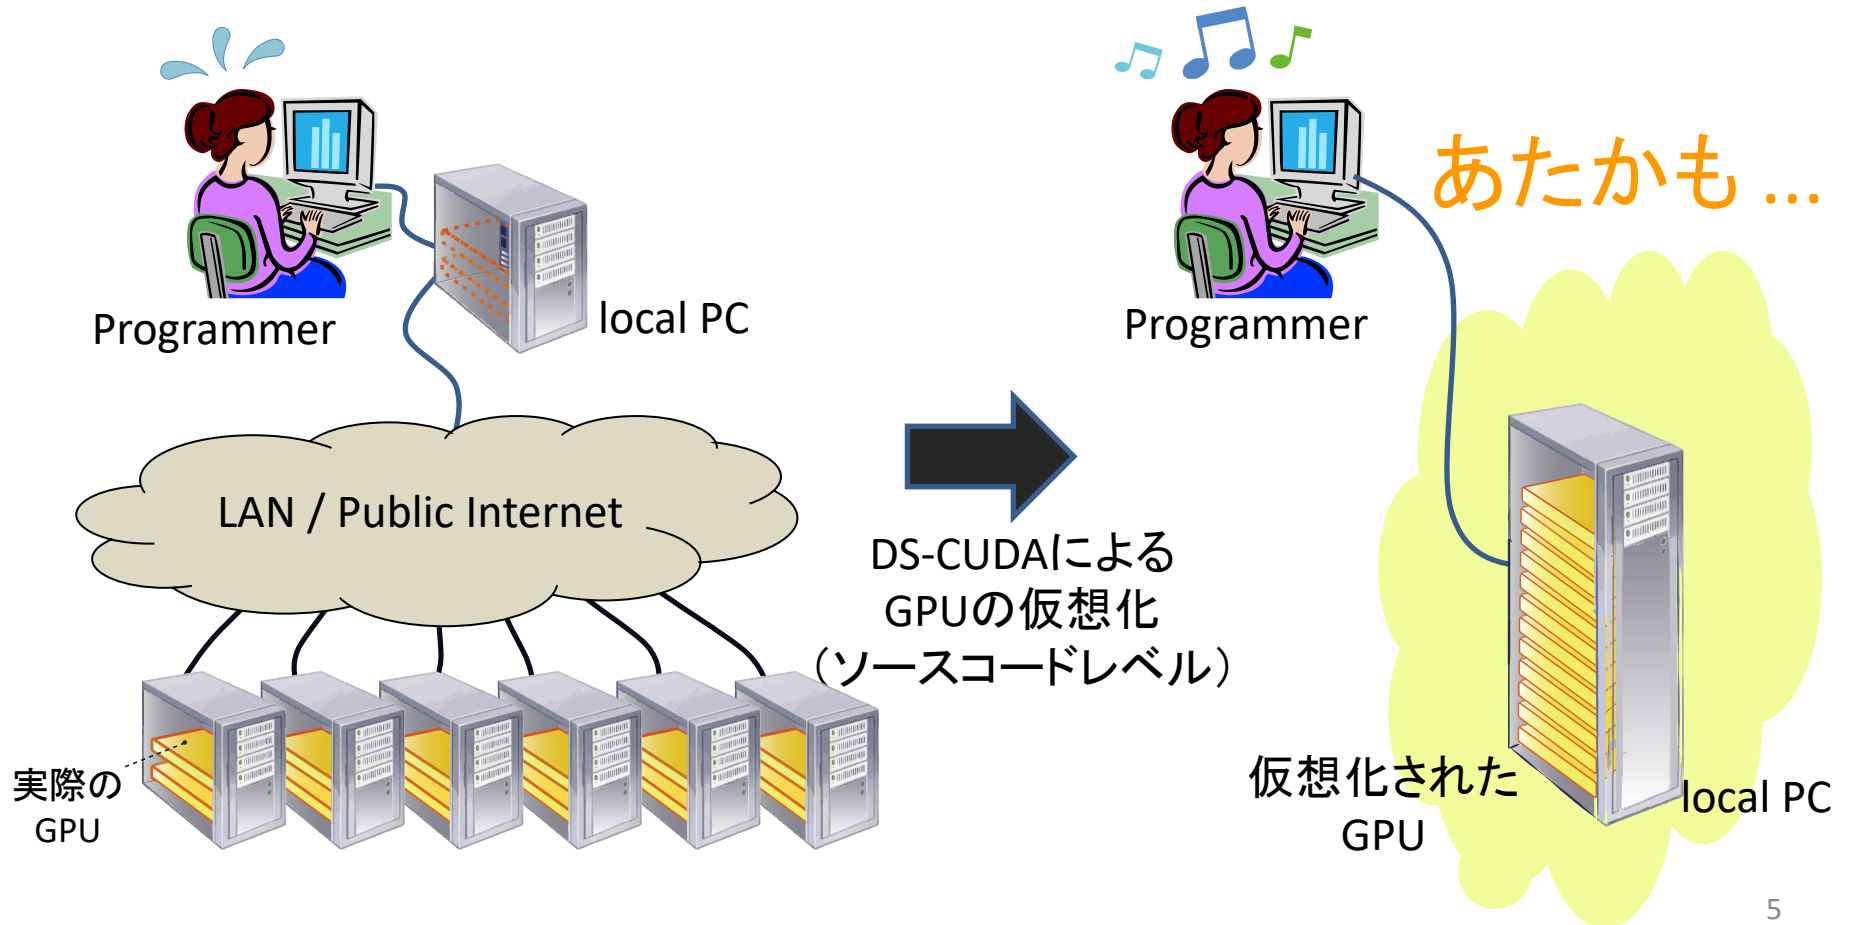 Programmer
local PC
LAN / Public Internet
実際の
GPU
DS-CUDAによる
GPUの仮想化
（ソースコードレベル）
Programmer
あたかも ...
仮想化された
GPU
local PC
5